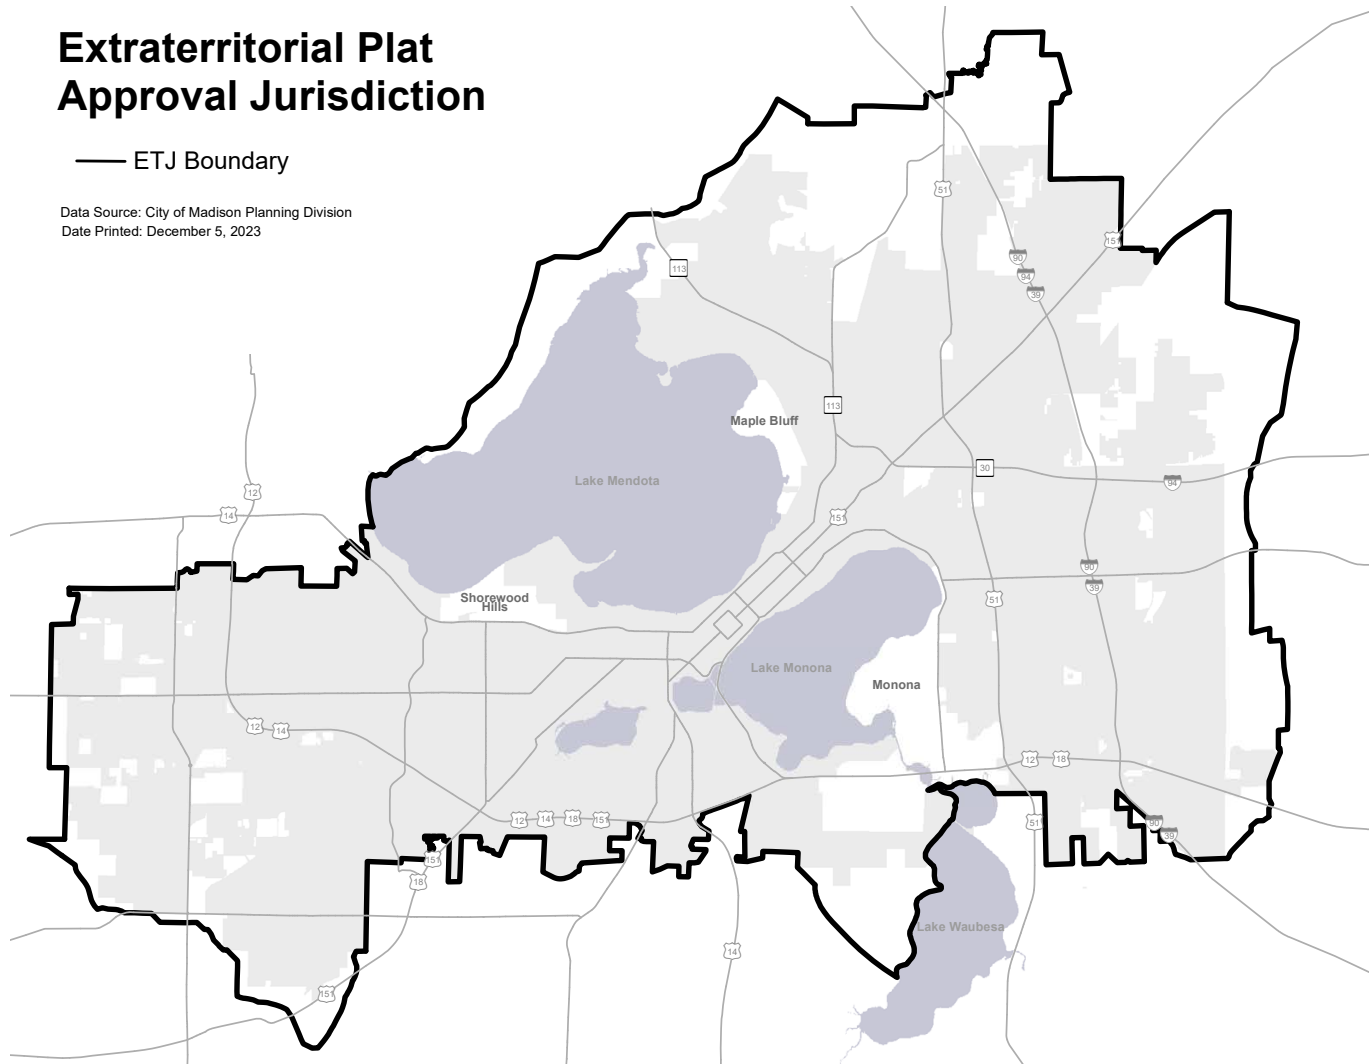 Extraterritorial Plat
Approval Jurisdiction
ETJ Boundary
Data Source: City of Madison Planning Division
Date Printed: December 5, 2023
51
151
90
94
39
113
113
Maple Bluff
30
94
Lake Mendota
12
14
151
90
39
51
Shorewood
Hills
Lake Monona
Monona
12
14
12
18
12
14
18
151
51
90
39
151
18
Lake Waubesa
14
151